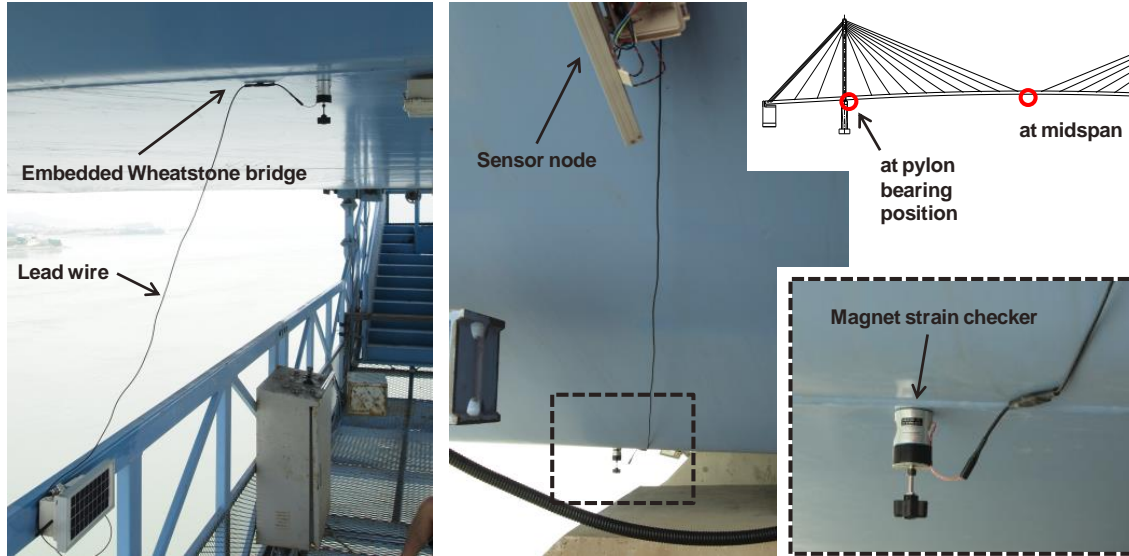 Embedded Wheatstone bridge
Lead wire
Sensor node
at midspan
at pylon
bearing
position
Magnet strain checker